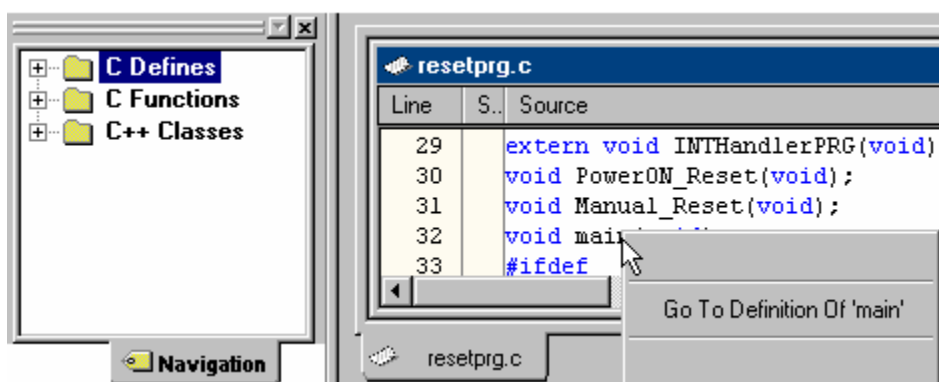 C Defines
C Functions
C++ Classes
Navigation
resetprg.c
Line S.. Source
29 extern void INTHandlerPRG(void)
30 void PowerON_Reset(void);
31 void Manual_Reset(void);
32 void main
33 #ifdef
Go To Definition Of 'main'
resetprg.c